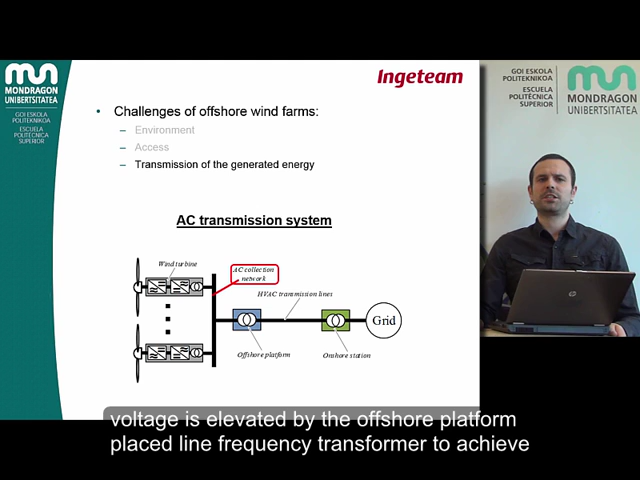 MONDRAGON
UNIBERTSITATEA
GOI ESKOLA
POLITEKNIKOA
ESCUELA
POLITÉCNICA
SUPERIOR
Ingeteam
• Challenges of offshore wind farms:
– Environment
– Access
– Transmission of the generated energy
AC transmission system
Wind turbine
AC collection
network
HVAC transmission lines
Grid
Offshore platform
Onshore station
GOI ESKOLA
POLITEKNIKOA
ESCUELA
POLITÉCNICA
SUPERIOR
MONDRAGON
UNIBERTSITATEA
hp
voltage is elevated by the offshore platform
placed line frequency transformer to achieve